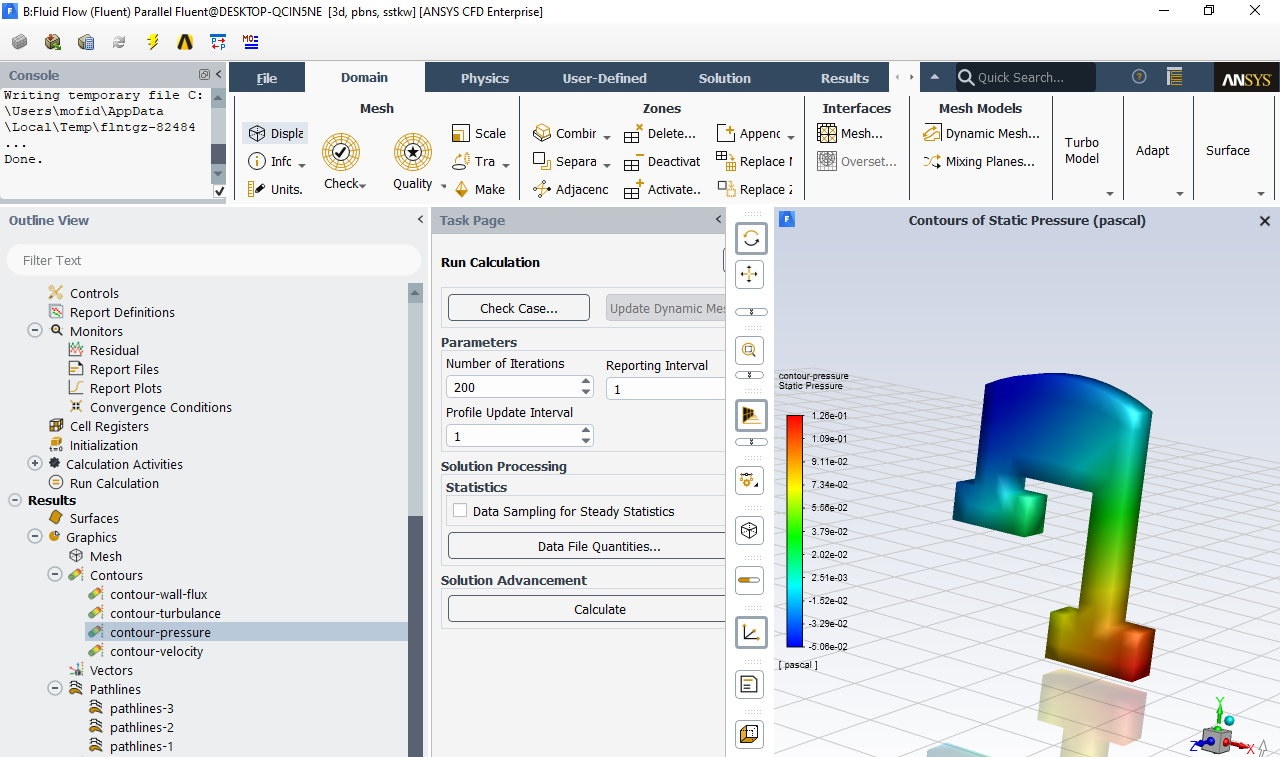 B:Fluid Flow (Fluent) Parallel Fluent@DESKTOP-QCIN5NE [3d, pbns, sstkw] [ANSYS CFD Enterprise]
Console
Writing temporary file C:
\Users\mofid\AppData
\Local\Temp\flntgz-82484
...
Done.
File
Domain
Physics
User-Defined
Solution
Results
Quick Search...
ANSYS
Mesh
Displa
Info
Units.
Check
Quality
Scale
Tra
Make
Zones
Combir
Separa
Adjacenc
Delete...
Deactivat
Activate..
Append
Replace M
Replace Z
Interfaces
Mesh...
Overset...
Mesh Models
Dynamic Mesh...
Mixing Planes...
Turbo
Model
Adapt
Surface
Outline View
Filter Text
Controls
Report Definitions
Monitors
Residual
Report Files
Report Plots
Convergence Conditions
Cell Registers
Initialization
Calculation Activities
Run Calculation
Results
Surfaces
Graphics
Mesh
Contours
contour-wall-flux
contour-turbulance
contour-pressure
contour-velocity
Vectors
Pathlines
pathlines-3
pathlines-2
pathlines-1
Task Page
Run Calculation
Check Case...
Update Dynamic Mes
Parameters
Number of Iterations
Reporting Interval
200
1
Profile Update Interval
1
Solution Processing
Statistics
Data Sampling for Steady Statistics
Data File Quantities...
Solution Advancement
Calculate
Contours of Static Pressure (pascal)
contour-pressure
Static Pressure
1.26e-01
1.09e-01
9.11e-02
7.34e-02
5.56e-02
3.79e-02
2.02e-02
2.51e-03
-1.52e-02
-3.29e-02
-5.06e-02
[ pascal ]
Y
Z
X